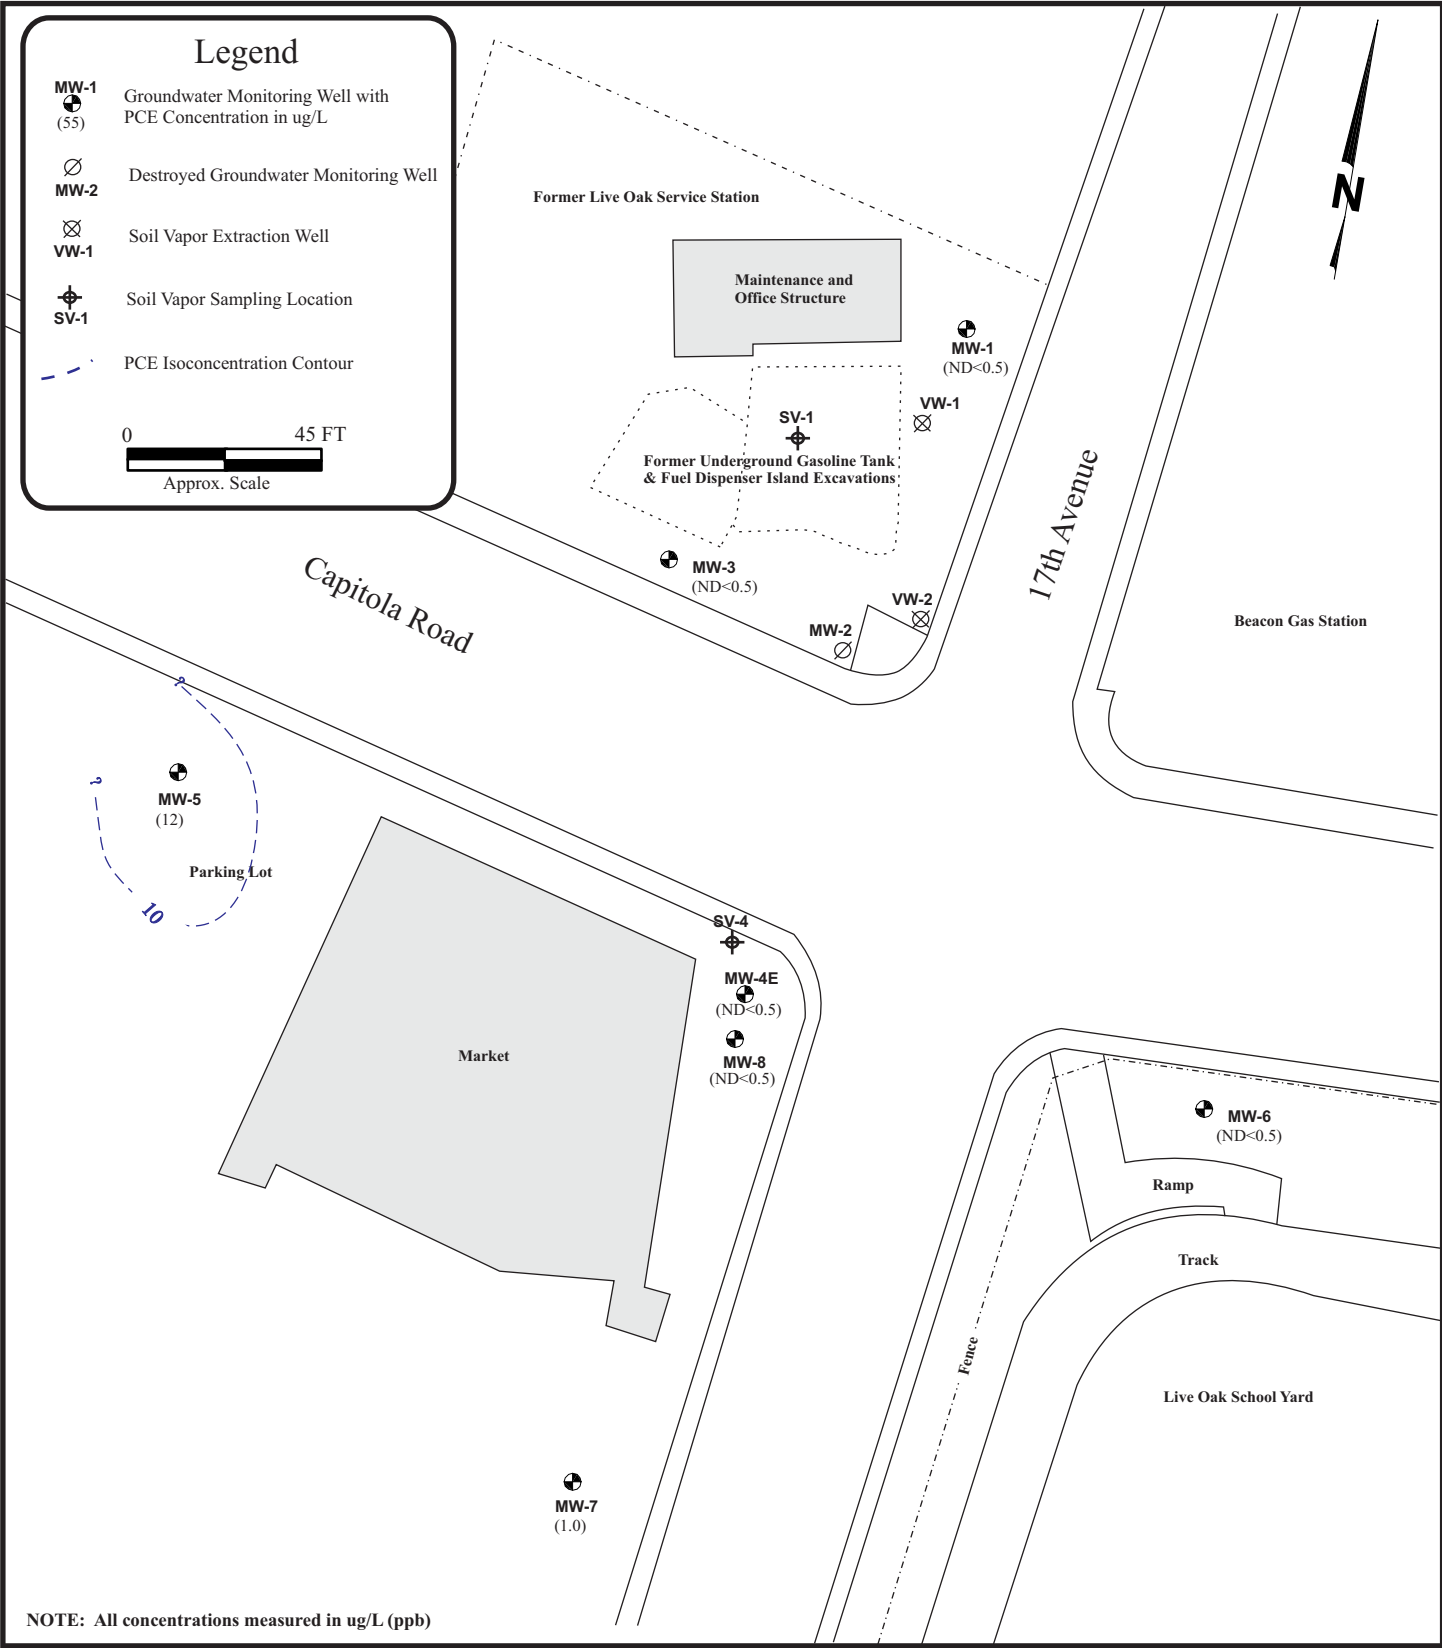 Legend
MW-1
(55)
Groundwater Monitoring Well with
PCE Concentration in ug/L
MW-2
Destroyed Groundwater Monitoring Well
VW-1
Soil Vapor Extraction Well
SV-1
Soil Vapor Sampling Location
PCE Isoconcentration Contour
0 45 FT
Approx. Scale
N
Former Live Oak Service Station
Maintenance and
Office Structure
MW-1
(ND<0.5)
VW-1
SV-1
Former Underground Gasoline Tank
& Fuel Dispenser Island Excavations
MW-3
(ND<0.5)
VW-2
MW-2
17th Avenue
Capitola Road
Beacon Gas Station
?
?
MW-5
(12)
Parking Lot
10
SV-4
MW-4E
(ND<0.5)
MW-8
(ND<0.5)
Market
MW-6
(ND<0.5)
Ramp
Track
Fence
Live Oak School Yard
MW-7
(1.0)
NOTE: All concentrations measured in ug/L (ppb)